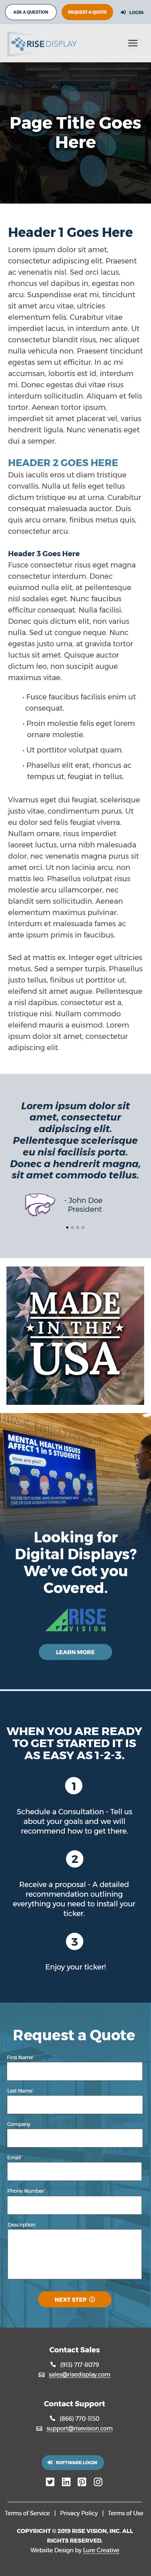 ASK A QUESTION REQUEST A QUOTE LOGIN
RISE DISPLAY
Page Title Goes
Here
Header 1 Goes Here
Lorem ipsum dolor sit amet,
consectetur adipiscing elit. Praesent
ac venenatis nisl. Sed orci lacus,
rhoncus vel dapibus in, egestas sed
arcu. Suspendisse erat mi, tincidunt
sit amet arcu vitae, ultricies
elementum felis. Curabitur vitae
imperdiet lacus, in interdum ante. Ut
consectetur blandit risus, nec aliquet
nulla vehicula non. Praesent tincidunt
egestas sem ut efficitur. In ac mi
accumsan, lobortis est id, interdum
mi. Donec egestas dui vitae risus
interdum sollicitudin. Aliquam et felis
tortor. Aenean tortor ipsum,
imperdiet sit amet placerat vel, varius
hendrerit ligula. Nunc venenatis eget
dui a semper.
HEADER 2 GOES HERE
Duis iaculis eros ut diam tristique
convallis. Nulla ut felis eget metus
dictum tristique eu at urna. Curabitur
consequat malesuada auctor. Duis
quis arcu ornare, finibus metus quis,
consectetur arcu.
Header 3 Goes Here
Fusce consectetur risus eget magna
consectetur interdum. Donec
euismod nulla elit, at pellentesque
nisl sodales eget. Nunc faucibus
efficitur consequat. Nulla facilisi.
Donec quis dictum elit, non varius
nulla. Sed ut congue neque. Donec
egestas justo at, a gravida tortor
luctus sit amet. Quisque auctor
dictum leo, non suscipit augue
maximus vitae.
• Fusce faucibus facilisis enim ut
consequat.
• Proin molestie felis eget lorem
ornare molestie.
• Ut porttitor volutpat quam.
• Phasellus elit erat, rhoncus ac
tempus ut, feugiat in tellus.
Vivamus eget dui feugiat, scelerisque
justo vitae, condimentum purus. Ut
ac dolor sed felis feugiat viverra.
Nullam ornare, risus imperdiet
laoreet luctus, urna nibh malesuada
dolor, nec venenatis magna ipsum sit
amet orci. Ut non lacinia arcu, non
mattis leo. Phasellus volutpat risus
molestie arcu ullamcorper, nec
blandit sem condimentum. Aenean
elementum maximus pulvinar.
Interdum et malesuada fames ac
ante ipsum primis in faucibus.
Sed at mattis ex. Integer eget ultricies
metus. Sed a semper turpis. Phasellus
justo tellus, finibus ut porttitor ut,
eleifend sit amet augue. Pellentesque
a nisl dapibus, consectetur est a,
tristique nisi. Nullam commodo
eleifend mauris a euismod. Lorem
ipsum dolor sit amet, consectetur
adipiscing elit.
Lorem ipsum dolor sit
amet, consectetur
adipiscing elit.
Pellentesque scelerisque
eu nisi facilisis porta.
Donec a hendrerit magna,
sit amet commodo tellus.
- John Doe
President
MADE
IN THE
USA
MENTAL HEALTH ISSUES
AFFECT 1 IN 5 STUDENTS
How are you?
Looking for
Digital Displays?
We've Got you
Covered.
RISE
VISION
LEARN MORE
WHEN YOU ARE READY
TO GET STARTED IT IS
AS EASY AS 1-2-3.
1
Schedule a Consultation - Tell us
about your goals and we will
recommend how to get there.
2
Receive a proposal - A detailed
recommendation outlining
everything you need to install your
ticker.
3
Enjoy your ticker!
Request a Quote
First Name
Last Name
Company
Email
Phone Number
Description
NEXT STEP
Contact Sales
(913) 717-8079
sales@risedisplay.com
Contact Support
(866) 770-1150
support@risevision.com
SOFTWARE LOGIN
Terms of Service | Privacy Policy | Terms of Use
COPYRIGHT © 2019 RISE VISION, INC. ALL
RIGHTS RESERVED.
Website Design by Lure Creative